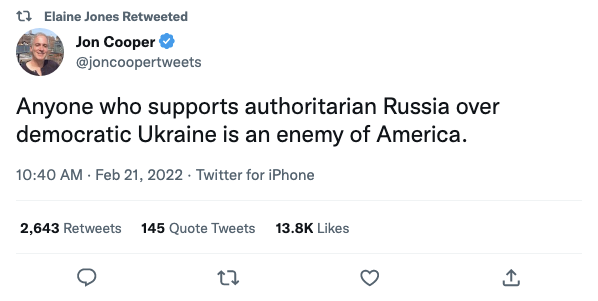 Elaine Jones Retweeted
Jon Cooper
@joncoopertweets
Anyone who supports authoritarian Russia over
democratic Ukraine is an enemy of America.
10:40 AM · Feb 21, 2022 · Twitter for iPhone
2,643 Retweets 145 Quote Tweets 13.8K Likes